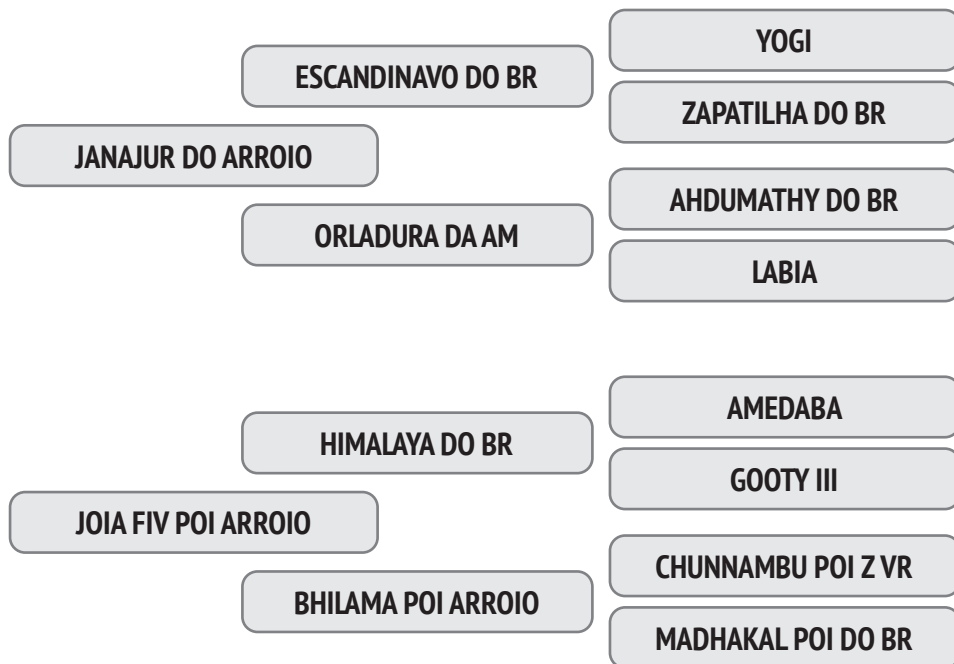 YOGI
ESCANDINAVO DO BR
ZAPATILHA DO BR
JANAJUR DO ARROIO
AHDUMATHY DO BR
ORLADURA DA AM
LABIA
AMEDABA
HIMALAYA DO BR
GOOTY III
JOIA FIV POI ARROIO
CHUNNAMBU POI Z VR
BHILAMA POI ARROIO
MADHAKAL POI DO BR